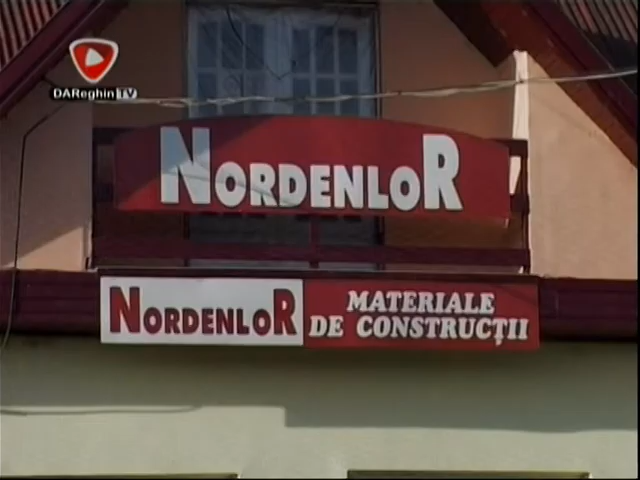 DAReghin TV
NORDENLOR
NORDENLOR MATERIALE
DE CONSTRUCȚII